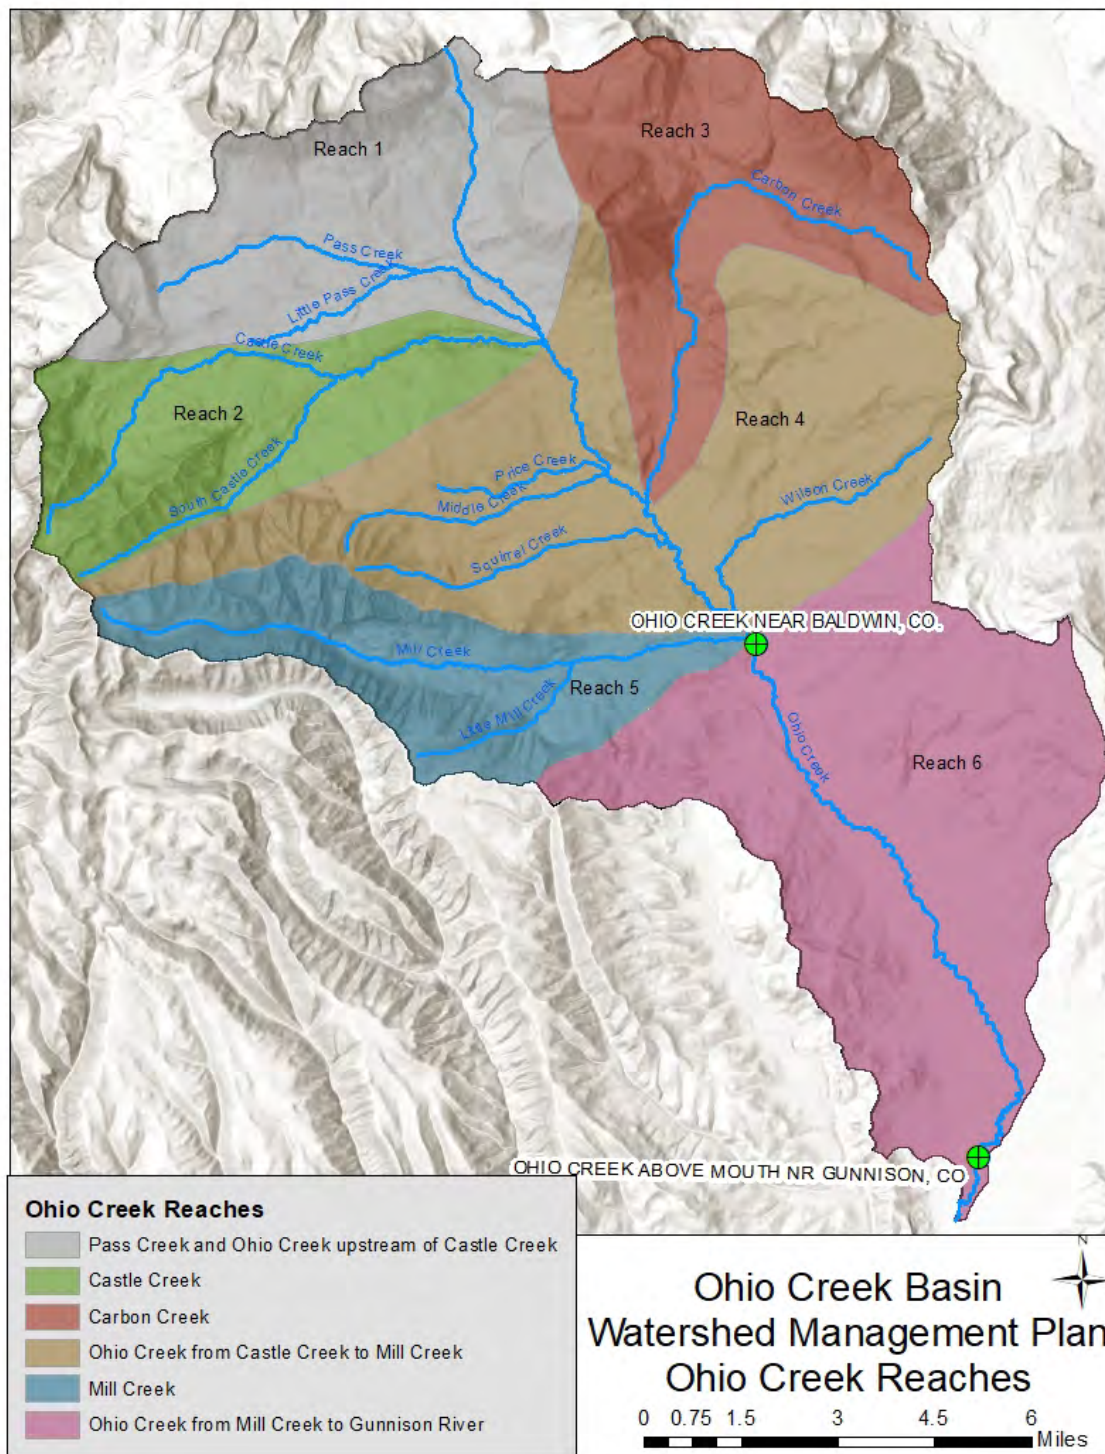 Reach 1
Reach 3
Carbon Creek
Pass Creek
Little Pass Creek
Castle Creek
Reach 2
Reach 4
South Castle Creek
Price Creek
Middle Creek
Wilson Creek
Squirrel Creek
OHIO CREEK NEAR BALDWIN, CO.
Mill Creek
Reach 5
Little Mill Creek
Ohio Creek
Reach 6
OHIO CREEK ABOVE MOUTH NR GUNNISON, CO
Ohio Creek Reaches
Pass Creek and Ohio Creek upstream of Castle Creek
Castle Creek
Carbon Creek
Ohio Creek from Castle Creek to Mill Creek
Mill Creek
Ohio Creek from Mill Creek to Gunnison River
N
Ohio Creek Basin
Watershed Management Plan
Ohio Creek Reaches
0 0.75 1.5 3 4.5 6
Miles